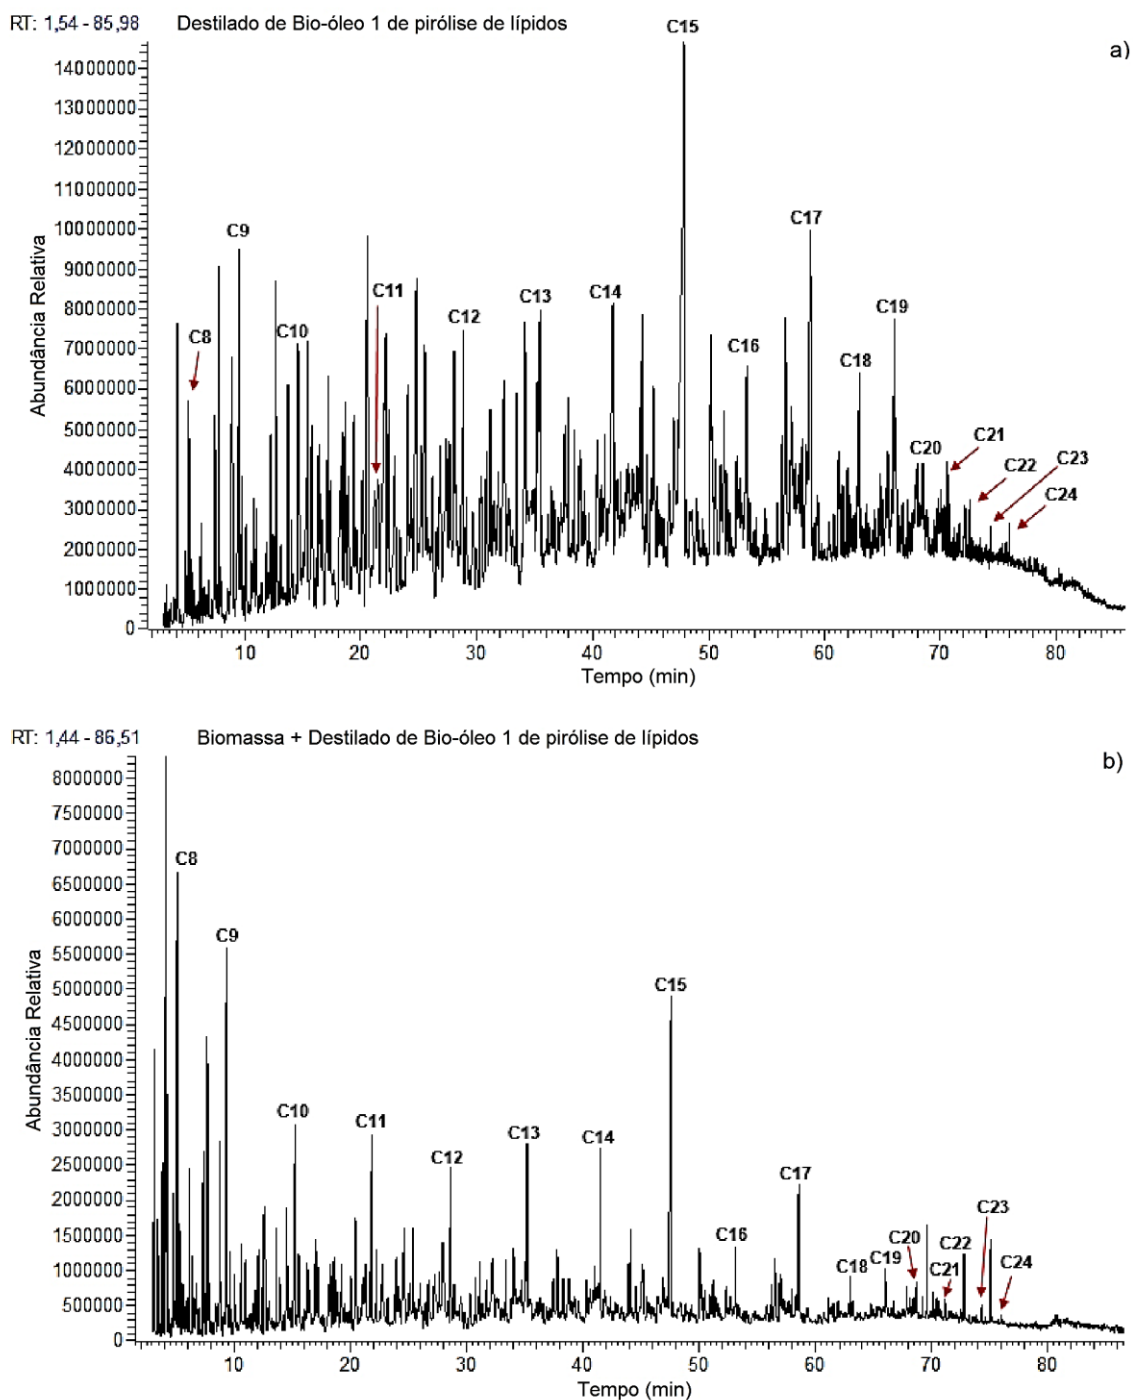 RT: 1,54 - 85,98 Destilado de Bio-óleo 1 de pirólise de lípidos
a)
Abundância Relativa
14000000
13000000
12000000
11000000
10000000
9000000
8000000
7000000
6000000
5000000
4000000
3000000
2000000
1000000
0
C8
C9
C10
C11
C12
C13
C14
C15
C16
C17
C18
C19
C20
C21
C22
C23
C24
10 20 30 40 50 60 70 80
Tempo (min)
RT: 1,44 - 86,51 Biomassa + Destilado de Bio-óleo 1 de pirólise de lípidos
b)
Abundância Relativa
8000000
7500000
7000000
6500000
6000000
5500000
5000000
4500000
4000000
3500000
3000000
2500000
2000000
1500000
1000000
500000
0
C8
C9
C10
C11
C12
C13
C14
C15
C16
C17
C18
C19
C20
C21
C22
C23
C24
10 20 30 40 50 60 70 80
Tempo (min)